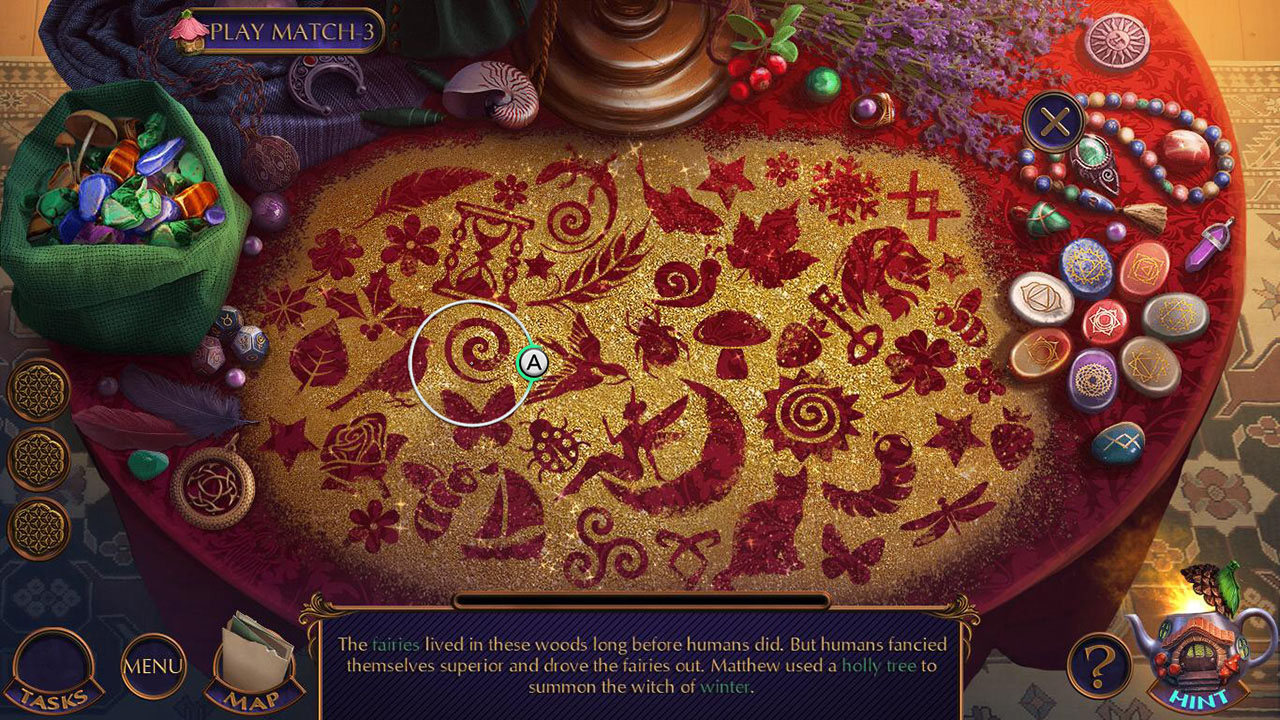 PLAY MATCH-3
A
The fairies lived in these woods long before humans did. But humans fancied
themselves superior and drove the fairies out. Matthew used a holly tree to
summon the witch of winter.
TASKS
MENU
MAP
?
HINT